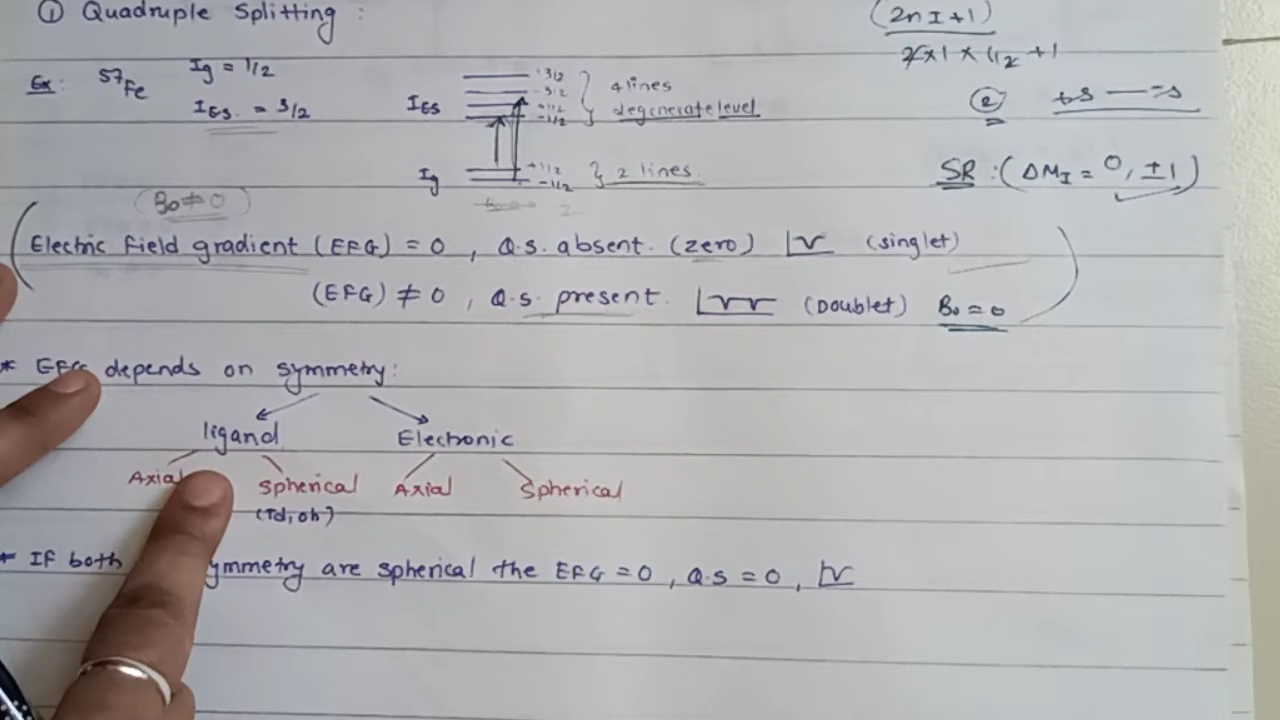 ① Quadruple Splitting :
(2nI+1)
2×1×1/2+1
Ex: 57Fe Ig = 1/2
IES. = 3/2
IES
+3/2
-3/2
+1/2
-1/2
4 lines
degenerate level
Ig
+1/2
-1/2
2 lines.
SR : (ΔMI = 0, ±1)
(B0≠0)
Electric field gradient (EFG) = 0, Q.S. absent. (zero) (singlet)
(EFG) ≠ 0, Q.S. present. (Doublet) B0=0
* EFG depends on symmetry:
ligand Electronic
Axial Spherical Axial Spherical
(Td, oh)
* If both ymmetry are spherical the EFG = 0, Q.S = 0,